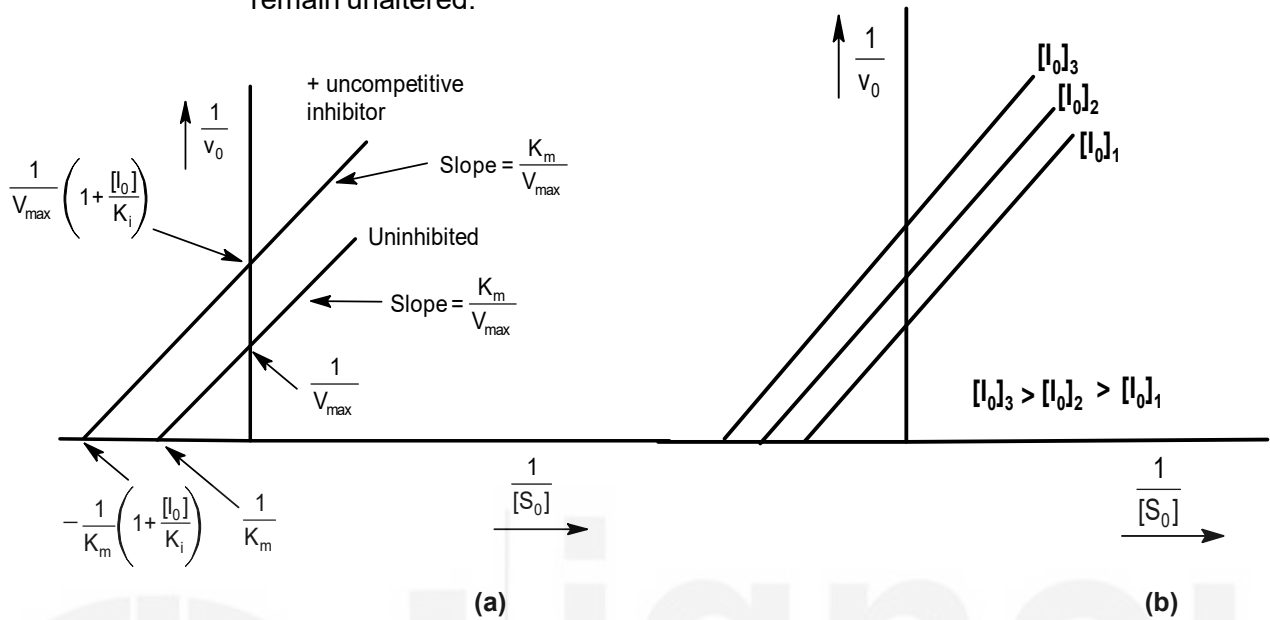 remain unaltered.
+ uncompetitive
inhibitor
1/v₀
1/Vmax (1+ [I₀]/Kᵢ)
Slope = Kₘ/Vmax
Uninhibited
Slope = Kₘ/Vmax
1/Vmax
− 1/Kₘ (1+ [I₀]/Kᵢ)
1/Kₘ
1/[S₀]
(a)
1/v₀
[I₀]₃
[I₀]₂
[I₀]₁
[I₀]₃ > [I₀]₂ > [I₀]₁
1/[S₀]
(b)